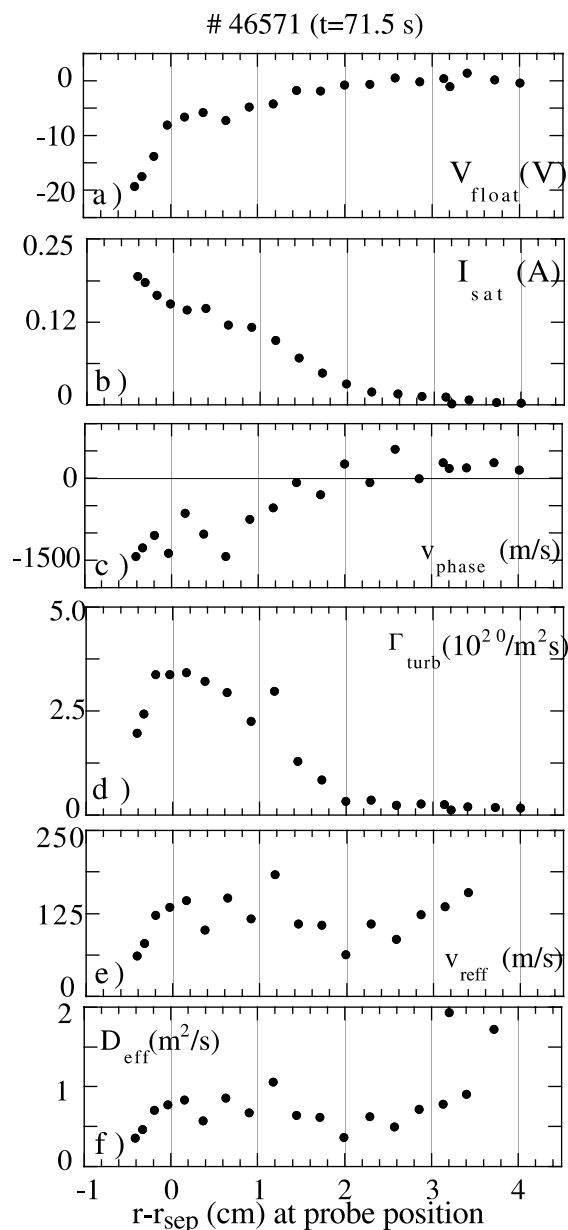 # 46571 (t=71.5 s)
0
-10
-20
a )
V_float (V)
0.25
0.12
0
b )
I_sat (A)
0
-1500
c )
v_phase (m/s)
5.0
2.5
0
d )
Γ_turb (10^20/m^2s)
250
125
0
e )
v_reff (m/s)
2
1
0
f )
D_eff (m^2/s)
-1 0 1 2 3 4
r-r_sep (cm) at probe position